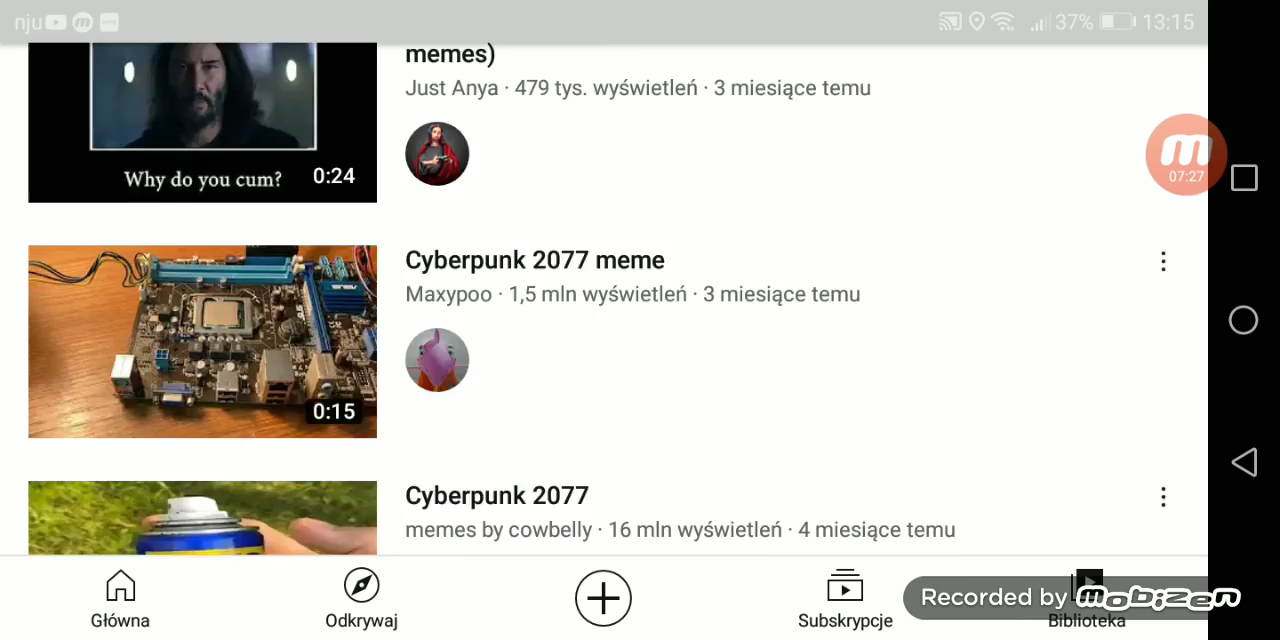 nju
37%
13:15
memes)
Just Anya · 479 tys. wyświetleń · 3 miesiące temu
Why do you cum?
0:24
m
07:27
Cyberpunk 2077 meme
Maxypoo · 1,5 mln wyświetleń · 3 miesiące temu
0:15
Cyberpunk 2077
memes by cowbelly · 16 mln wyświetleń · 4 miesiące temu
Główna
Odkrywaj
Subskrypcje
Biblioteka
Recorded by mobizen